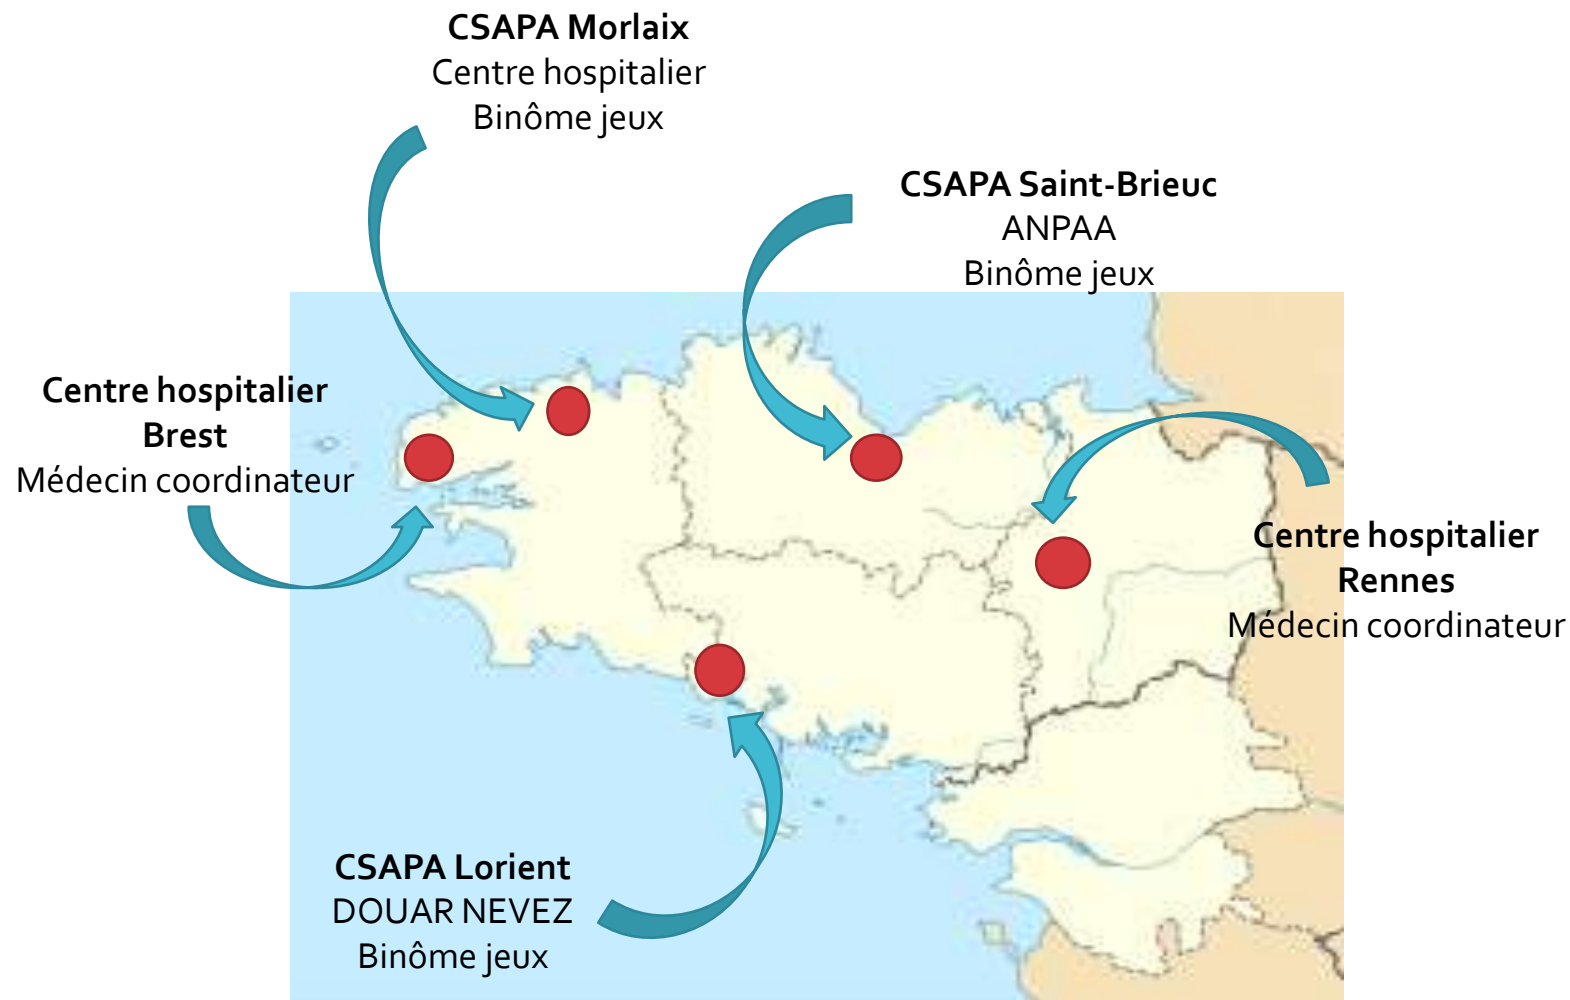 CSAPA Morlaix
Centre hospitalier
Binôme jeux
CSAPA Saint-Brieuc
ANPAA
Binôme jeux
Centre hospitalier
Brest
Médecin coordinateur
Centre hospitalier
Rennes
Médecin coordinateur
CSAPA Lorient
DOUAR NEVEZ
Binôme jeux